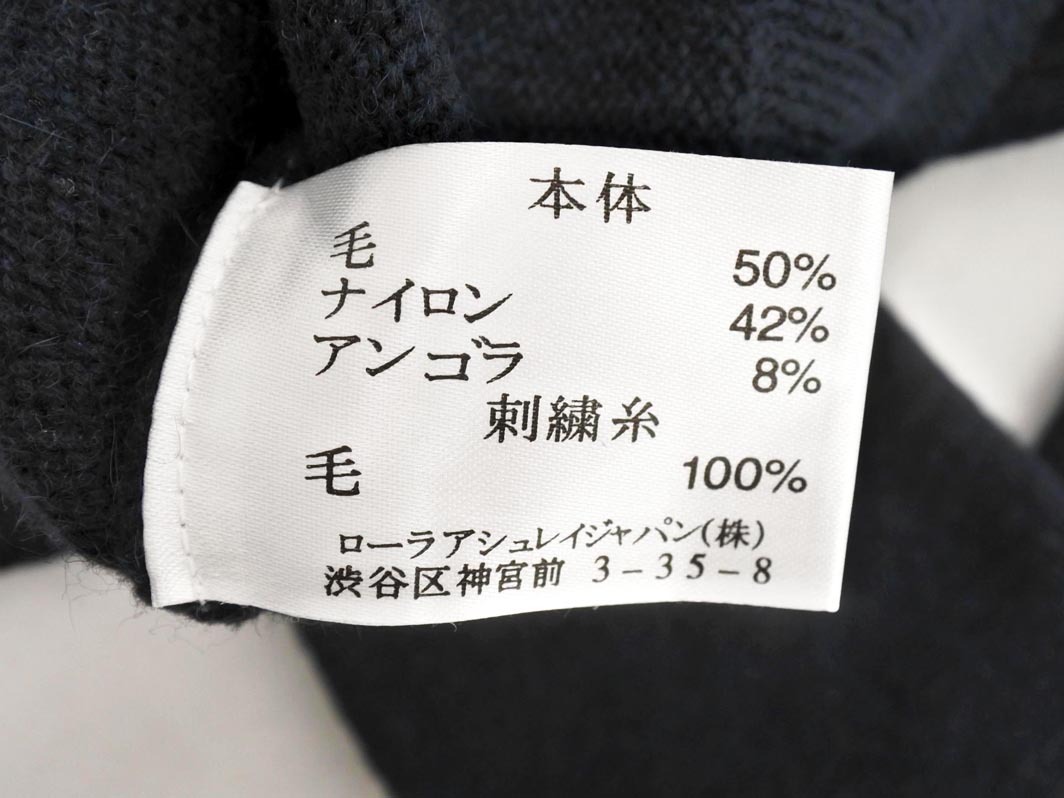 本体
毛 50%
ナイロン 42%
アンゴラ 8%
刺繍糸
毛 100%
ローラアシュレイジャパン(株)
渋谷区神宮前 3-35-8